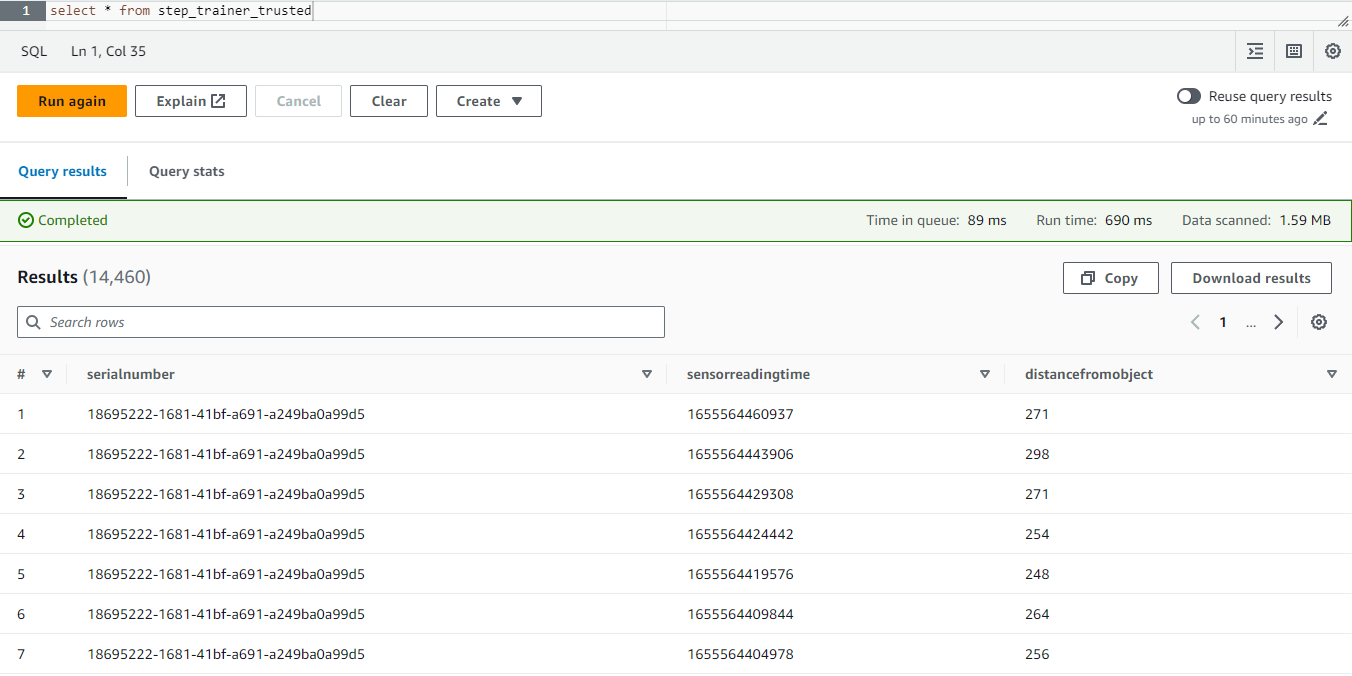 1 select * from step_trainer_trusted
SQL Ln 1, Col 35
Run again Explain Cancel Clear Create Reuse query results
up to 60 minutes ago
Query results Query stats
Completed Time in queue: 89 ms Run time: 690 ms Data scanned: 1.59 MB
Results (14,460) Copy Download results
Search rows 1 ...
# serialnumber sensorreadingtime distancefromobject
1 18695222-1681-41bf-a691-a249ba0a99d5 1655564460937 271
2 18695222-1681-41bf-a691-a249ba0a99d5 1655564443906 298
3 18695222-1681-41bf-a691-a249ba0a99d5 1655564429308 271
4 18695222-1681-41bf-a691-a249ba0a99d5 1655564424442 254
5 18695222-1681-41bf-a691-a249ba0a99d5 1655564419576 248
6 18695222-1681-41bf-a691-a249ba0a99d5 1655564409844 264
7 18695222-1681-41bf-a691-a249ba0a99d5 1655564404978 256